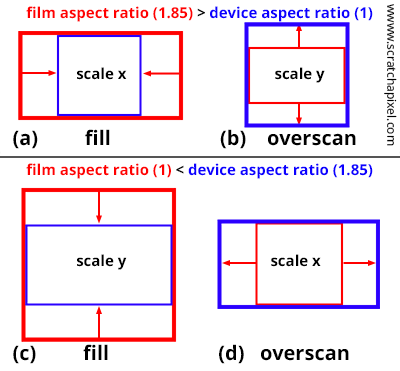 film aspect ratio (1.85) > device aspect ratio (1)
www.scratchapixel.com
scale x
scale y
(a) fill
(b) overscan
film aspect ratio (1) < device aspect ratio (1.85)
scale y
scale x
(c) fill
(d) overscan